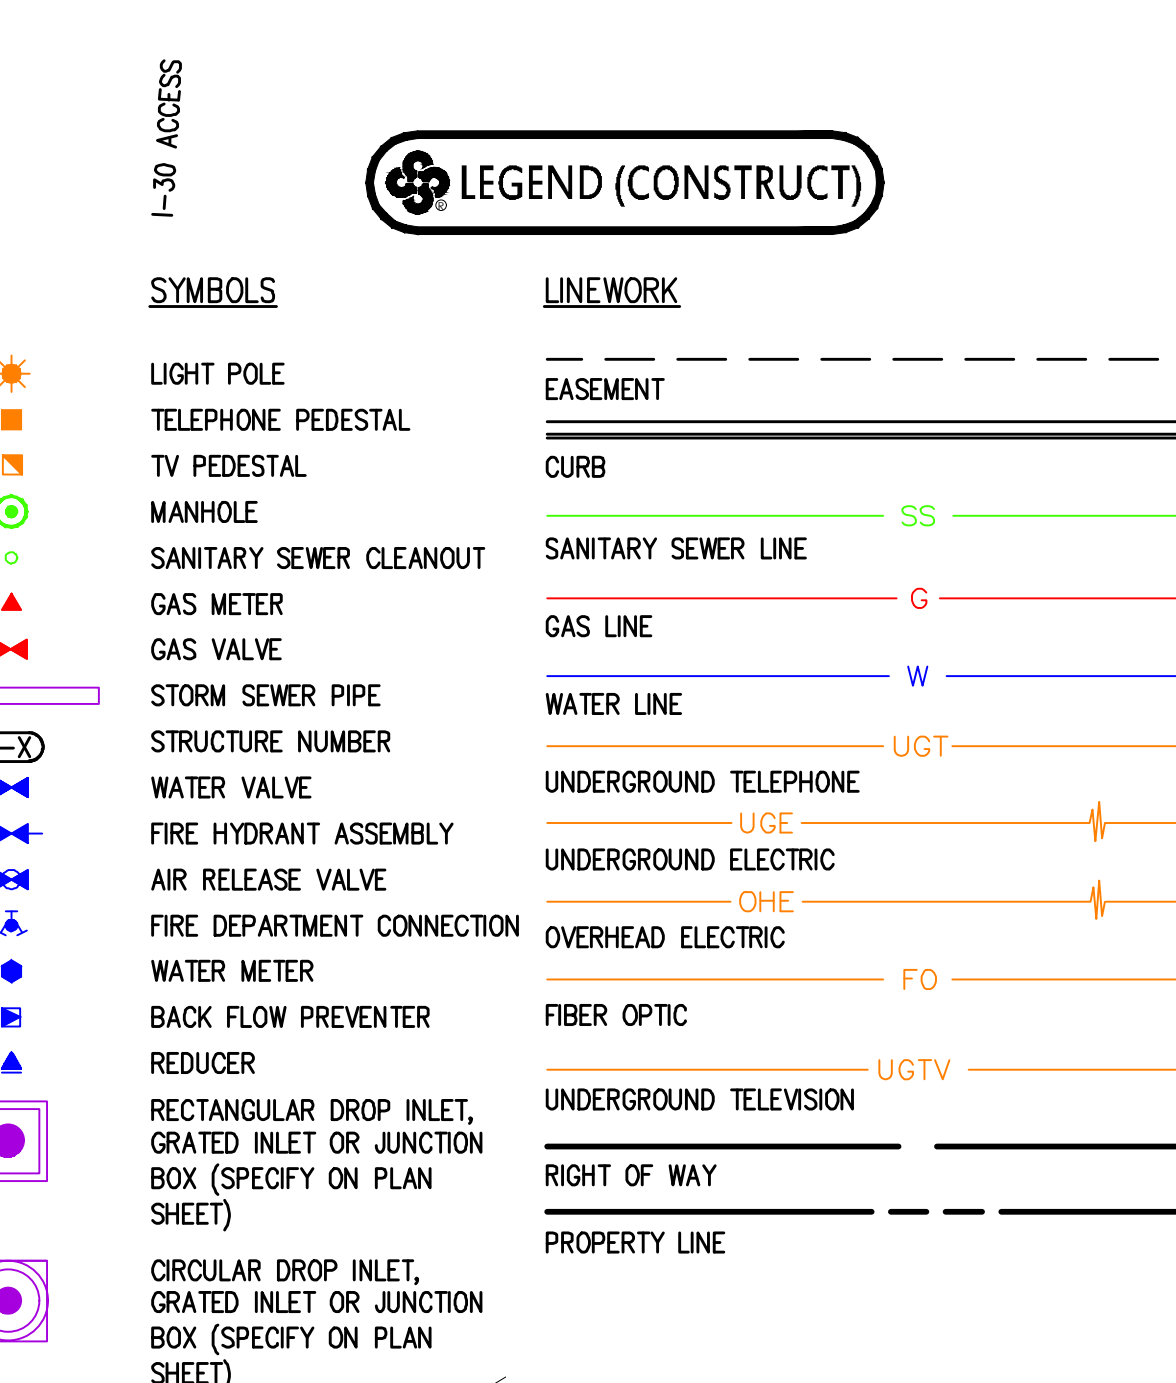 I-30 ACCESS
® LEGEND (CONSTRUCT)
SYMBOLS
LIGHT POLE
TELEPHONE PEDESTAL
TV PEDESTAL
MANHOLE
SANITARY SEWER CLEANOUT
GAS METER
GAS VALVE
STORM SEWER PIPE
-X
STRUCTURE NUMBER
WATER VALVE
FIRE HYDRANT ASSEMBLY
AIR RELEASE VALVE
FIRE DEPARTMENT CONNECTION
WATER METER
BACK FLOW PREVENTER
REDUCER
RECTANGULAR DROP INLET,
GRATED INLET OR JUNCTION
BOX (SPECIFY ON PLAN
SHEET)
CIRCULAR DROP INLET,
GRATED INLET OR JUNCTION
BOX (SPECIFY ON PLAN
SHEET)
LINEWORK
EASEMENT
CURB
SS
SANITARY SEWER LINE
G
GAS LINE
W
WATER LINE
UGT
UNDERGROUND TELEPHONE
UGE
UNDERGROUND ELECTRIC
OHE
OVERHEAD ELECTRIC
FO
FIBER OPTIC
UGTV
UNDERGROUND TELEVISION
RIGHT OF WAY
PROPERTY LINE